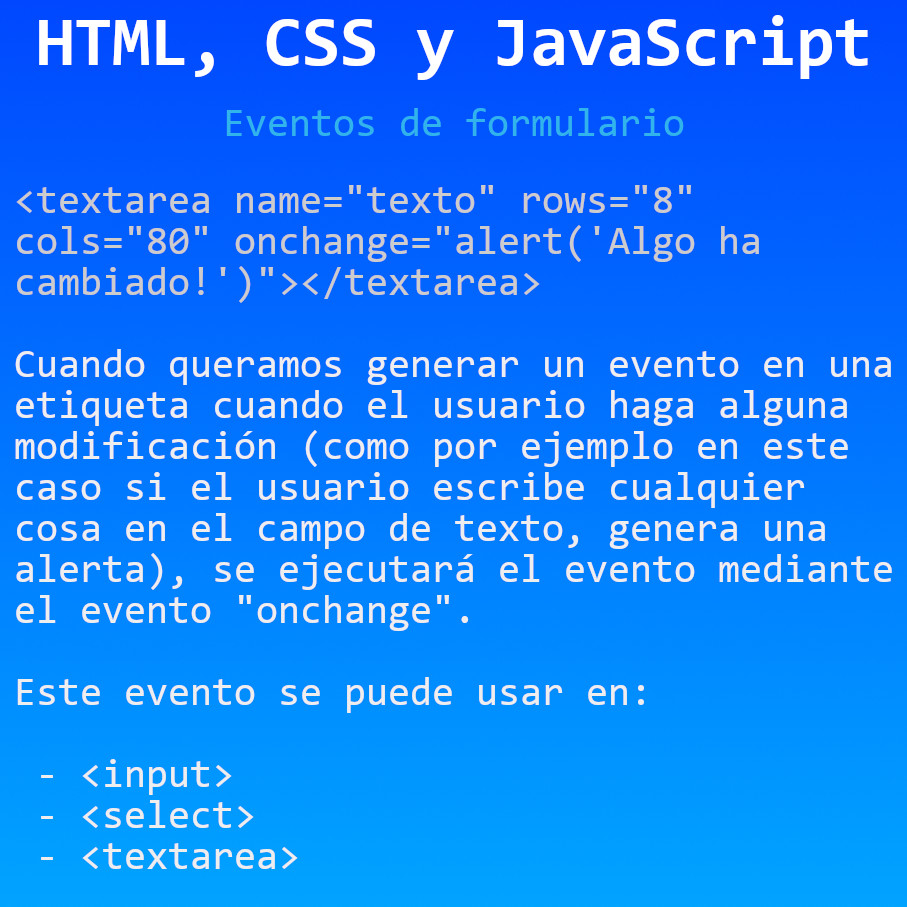 HTML, CSS y JavaScript
Eventos de formulario
<textarea name="texto" rows="8"
cols="80" onchange="alert('Algo ha
cambiado!')"></textarea>
Cuando queramos generar un evento en una
etiqueta cuando el usuario haga alguna
modificación (como por ejemplo en este
caso si el usuario escribe cualquier
cosa en el campo de texto, genera una
alerta), se ejecutará el evento mediante
el evento "onchange".
Este evento se puede usar en:
- <input>
- <select>
- <textarea>